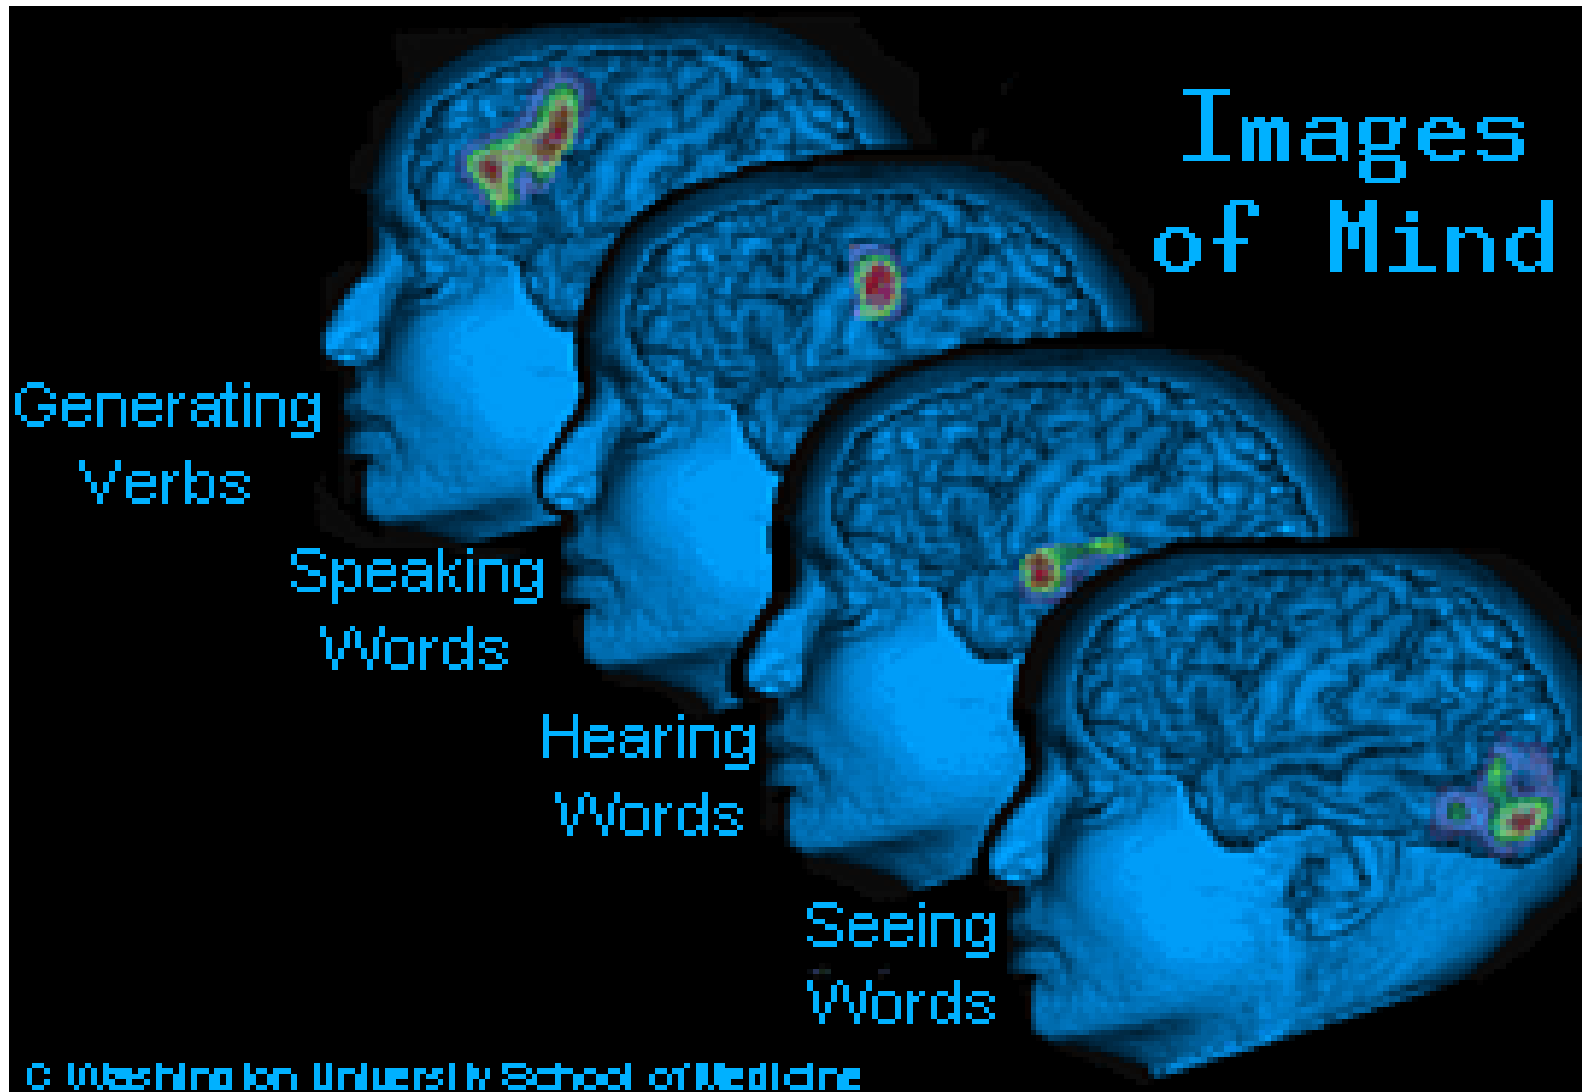 Images
of Mind
Generating
Verbs
Speaking
Words
Hearing
Words
Seeing
Words
© Washington University School of Medicine